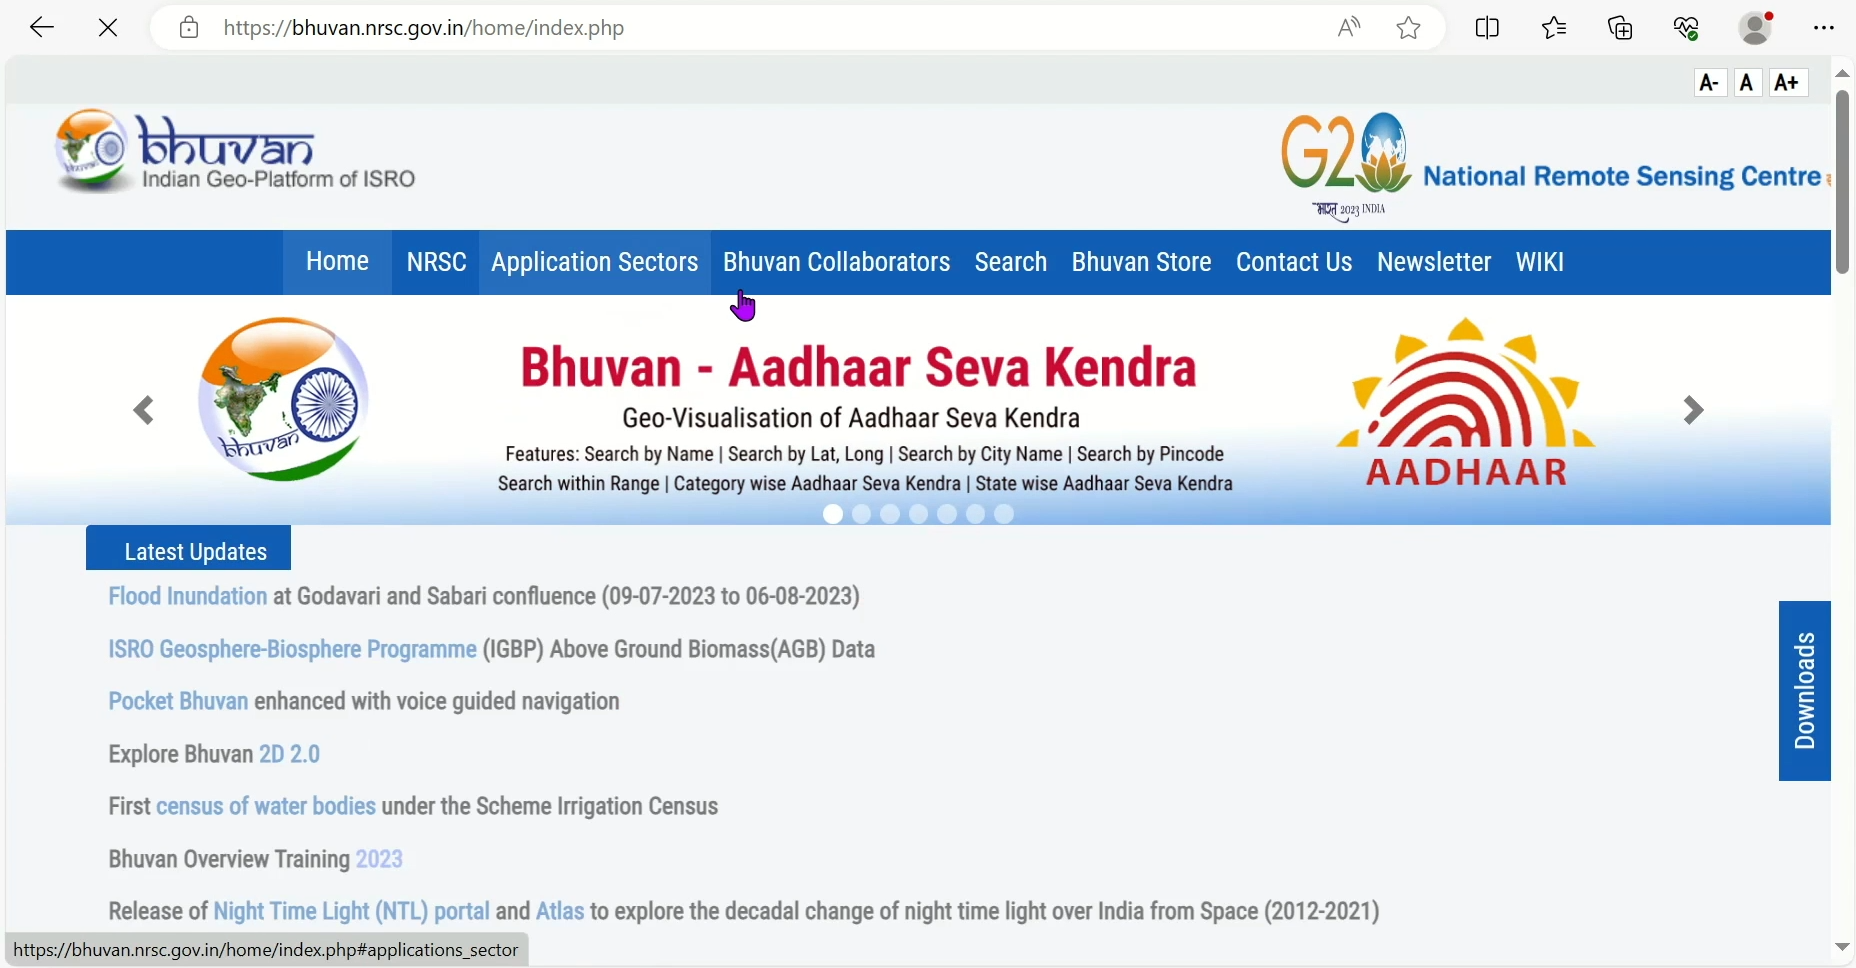 https://bhuvan.nrsc.gov.in/home/index.php
A- A A+
bhuvan
Indian Geo-Platform of ISRO
G20
भारत 2023 INDIA
National Remote Sensing Centre
Home NRSC Application Sectors Bhuvan Collaborators Search Bhuvan Store Contact Us Newsletter WIKI
bhuvan
Bhuvan - Aadhaar Seva Kendra
Geo-Visualisation of Aadhaar Seva Kendra
Features: Search by Name | Search by Lat, Long | Search by City Name | Search by Pincode
Search within Range | Category wise Aadhaar Seva Kendra | State wise Aadhaar Seva Kendra
AADHAAR
Latest Updates
Flood Inundation at Godavari and Sabari confluence (09-07-2023 to 06-08-2023)
ISRO Geosphere-Biosphere Programme (IGBP) Above Ground Biomass(AGB) Data
Pocket Bhuvan enhanced with voice guided navigation
Explore Bhuvan 2D 2.0
First census of water bodies under the Scheme Irrigation Census
Bhuvan Overview Training 2023
Release of Night Time Light (NTL) portal and Atlas to explore the decadal change of night time light over India from Space (2012-2021)
Downloads
https://bhuvan.nrsc.gov.in/home/index.php#applications_sector